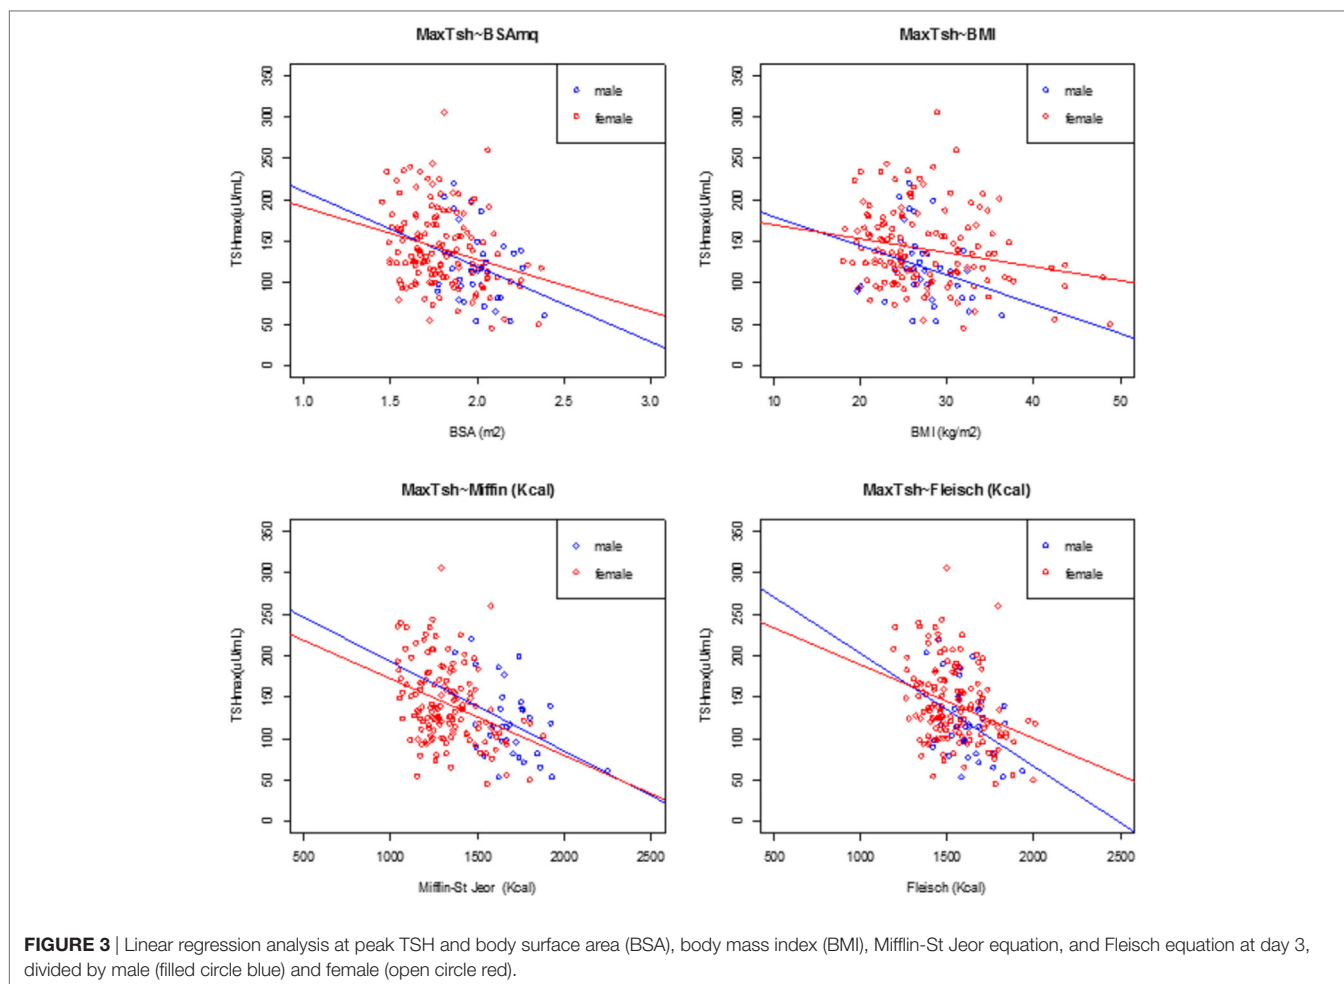 MaxTsh~BSAmq
male
female
TSHmax(µU/mL)
0 50 100 150 200 250 300 350
1.0 1.5 2.0 2.5 3.0
BSA (m2)
MaxTsh~BMI
male
female
TSHmax(µU/mL)
0 50 100 150 200 250 300 350
10 20 30 40 50
BMI (kg/m2)
MaxTsh~Miffin (Kcal)
male
female
TSHmax(µU/mL)
0 50 100 150 200 250 300 350
500 1000 1500 2000 2500
Mifflin-St Jeor (Kcal)
MaxTsh~Fleisch (Kcal)
male
female
TSHmax(µU/mL)
0 50 100 150 200 250 300 350
500 1000 1500 2000 2500
Fleisch (Kcal)
FIGURE 3 | Linear regression analysis at peak TSH and body surface area (BSA), body mass index (BMI), Mifflin-St Jeor equation, and Fleisch equation at day 3,
divided by male (filled circle blue) and female (open circle red).